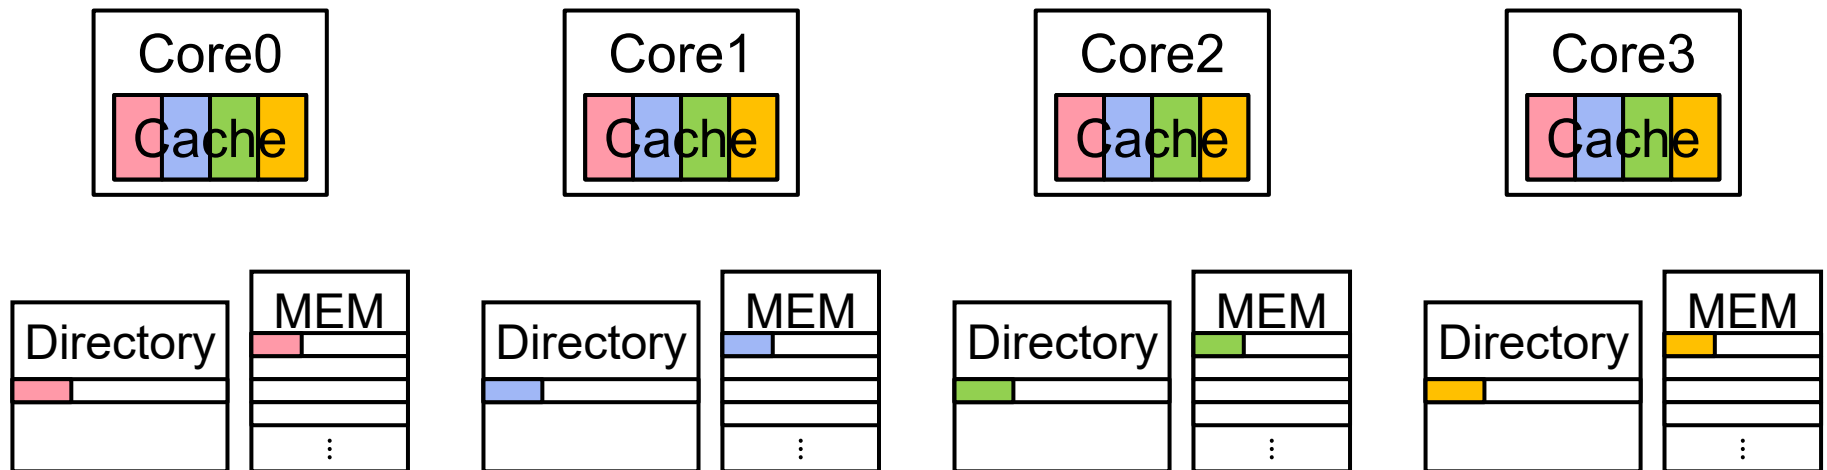 Core0
Core1
Core2
Core3
Cache
Cache
Cache
Cache
Directory
MEM
Directory
MEM
Directory
MEM
Directory
MEM
⋮
⋮
⋮
⋮